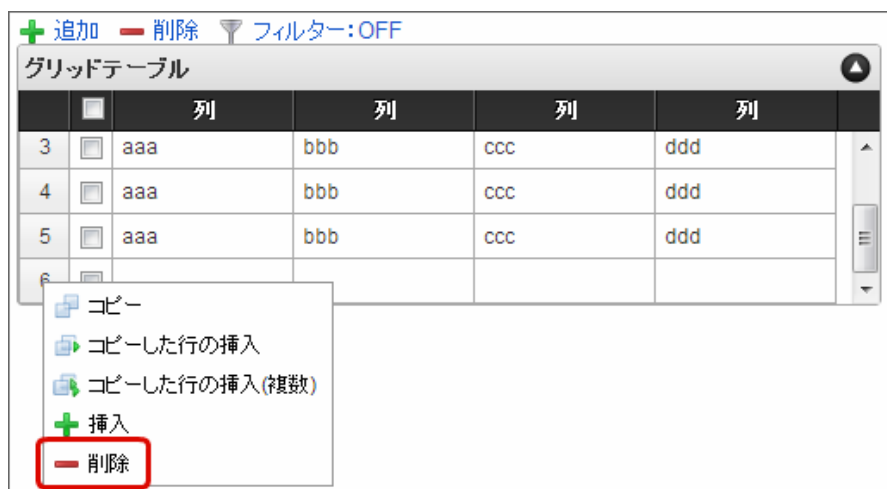 追加 削除 フィルター:OFF
グリッドテーブル
列 列 列 列
3 aaa bbb ccc ddd
4 aaa bbb ccc ddd
5 aaa bbb ccc ddd
6
コピー
コピーした行の挿入
コピーした行の挿入(複数)
挿入
削除